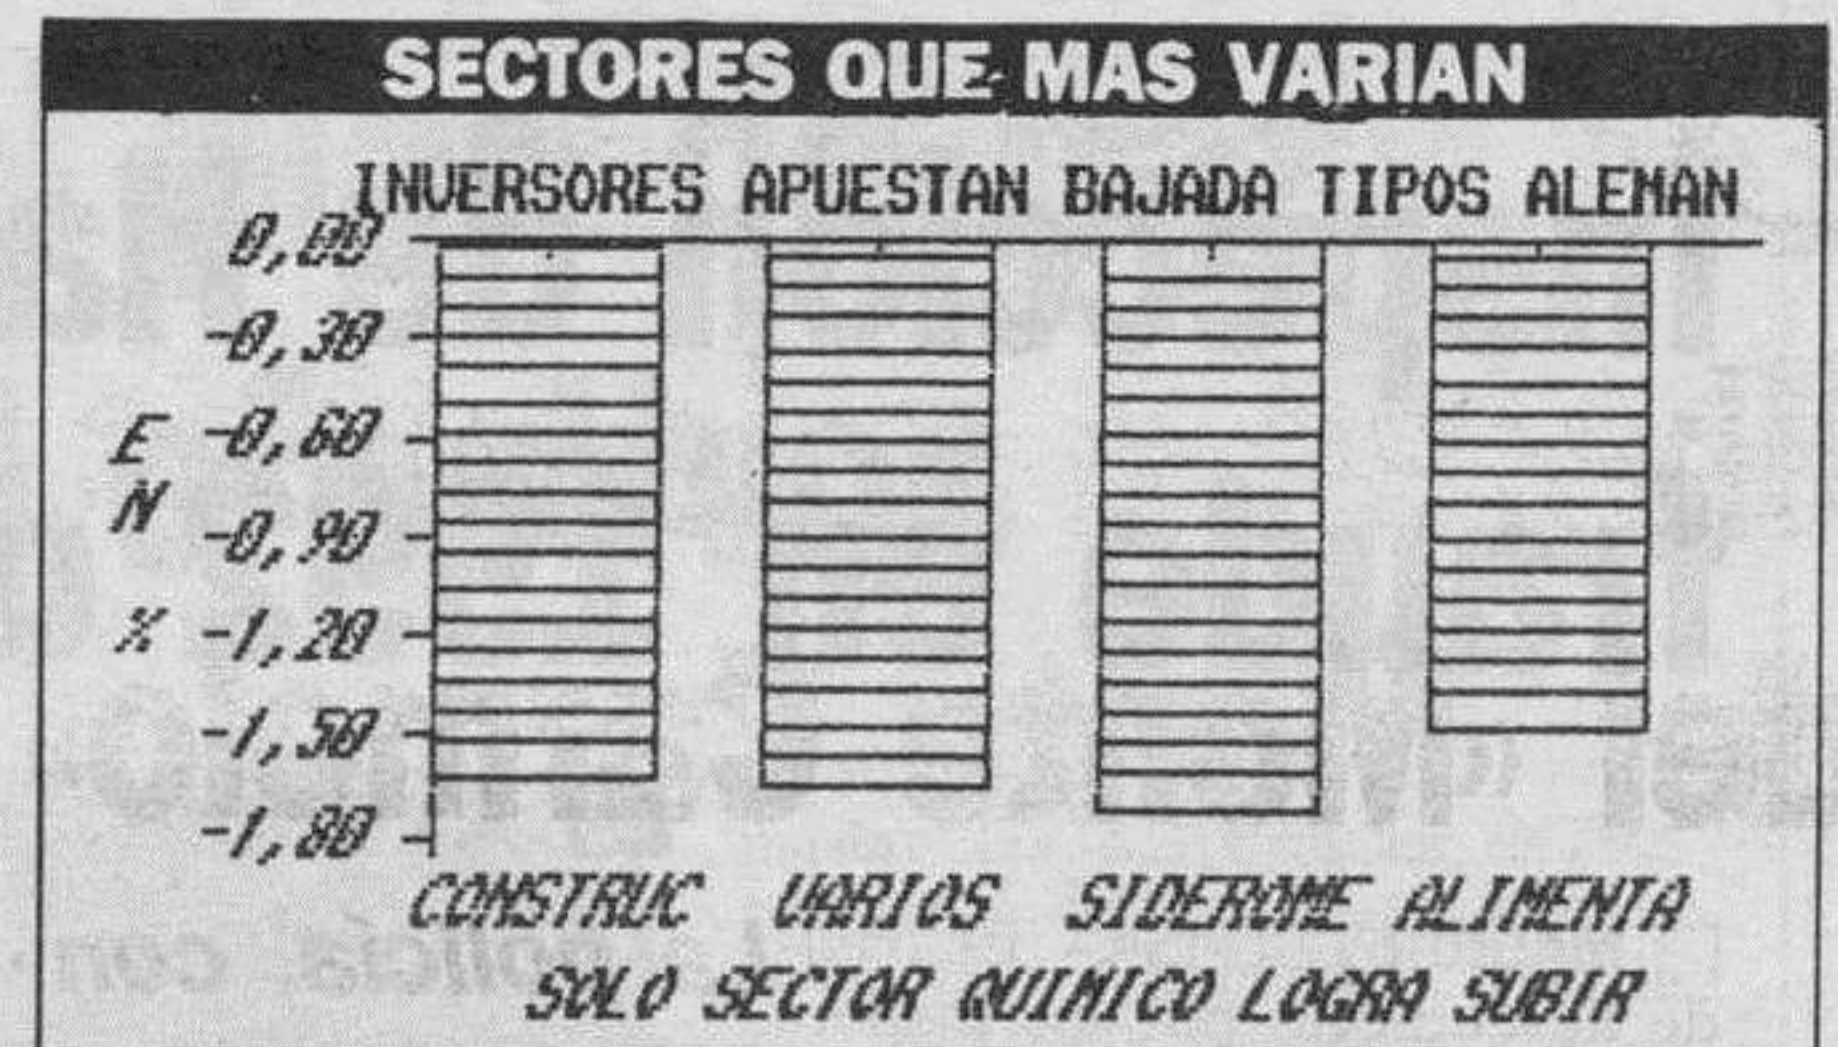 SECTORES QUE MAS VARIAN
INVERSORES APUESTAN BAJADA TIPOS ALEMAN
0,00
-0,30
-0,60
-0,90
-1,20
-1,50
-1,80
E
N
%
CONSTRUC VARIOS SIDEROME ALIMENTA
SOLO SECTOR QUIMICO LOGRA SUBIR